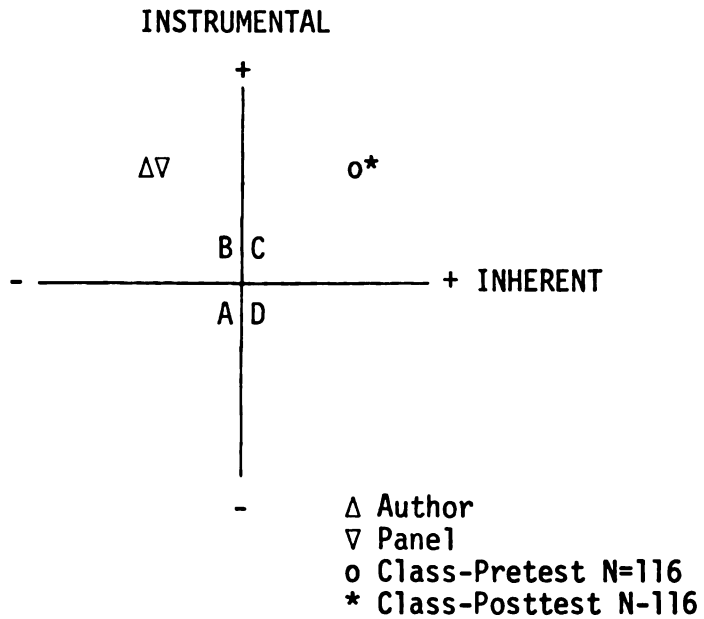 INSTRUMENTAL
+
Δ∇ o*
B C
- + INHERENT
A D
-
Δ Author
∇ Panel
o Class-Pretest N=116
* Class-Posttest N-116